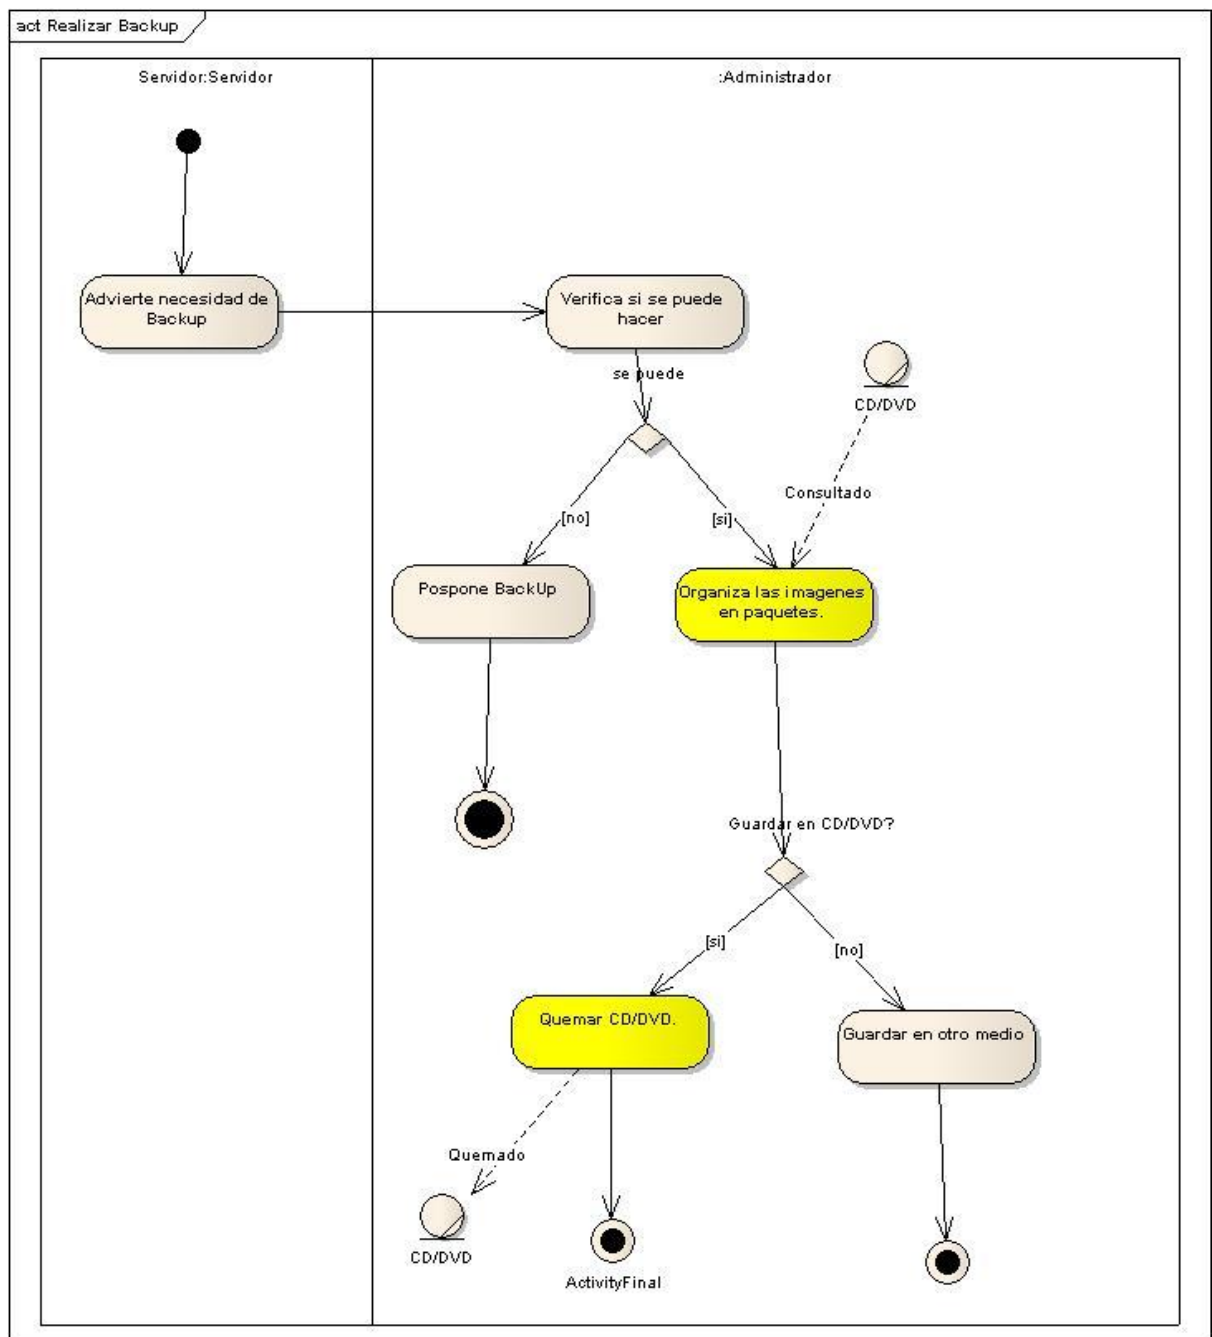 act Realizar Backup
Servidor:Servidor
:Administrador
Advierte necesidad de
Backup
Verifica si se puede
hacer
se puede
CD/DVD
Consultado
[no]
[si]
Pospone BackUp
Organiza las imagenes
en paquetes.
Guardar en CD/DVD?
[si]
[no]
Quemar CD/DVD.
Guardar en otro medio
Quemado
CD/DVD
ActivityFinal